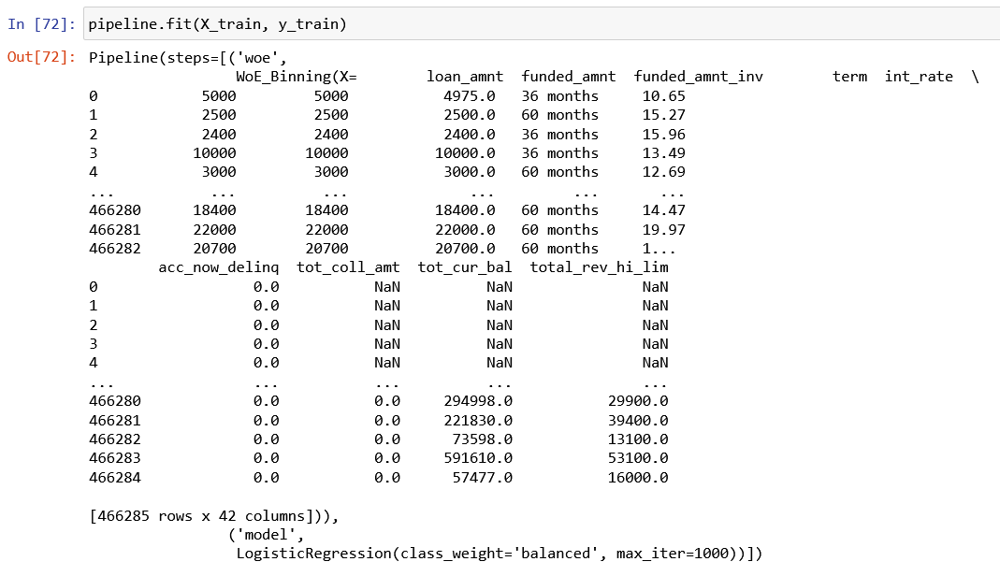 In [72]: pipeline.fit(X_train, y_train)
Out[72]: Pipeline(steps=[('woe',
WoE_Binning(X= loan_amnt funded_amnt funded_amnt_inv term int_rate \
0 5000 5000 4975.0 36 months 10.65
1 2500 2500 2500.0 60 months 15.27
2 2400 2400 2400.0 36 months 15.96
3 10000 10000 10000.0 36 months 13.49
4 3000 3000 3000.0 60 months 12.69
... ... ... ... ... ...
466280 18400 18400 18400.0 60 months 14.47
466281 22000 22000 22000.0 60 months 19.97
466282 20700 20700 20700.0 60 months 1...
acc_now_delinq tot_coll_amt tot_cur_bal total_rev_hi_lim
0 0.0 NaN NaN NaN
1 0.0 NaN NaN NaN
2 0.0 NaN NaN NaN
3 0.0 NaN NaN NaN
4 0.0 NaN NaN NaN
... ... ... ... ...
466280 0.0 0.0 294998.0 29900.0
466281 0.0 0.0 221830.0 39400.0
466282 0.0 0.0 73598.0 13100.0
466283 0.0 0.0 591610.0 53100.0
466284 0.0 0.0 57477.0 16000.0
[466285 rows x 42 columns])),
('model',
LogisticRegression(class_weight='balanced', max_iter=1000))])